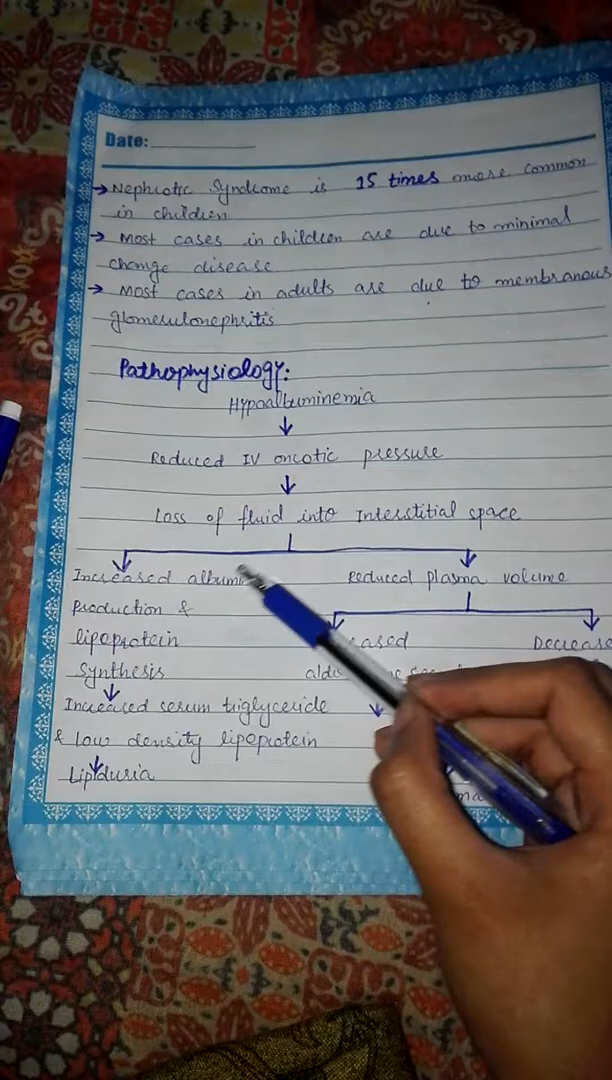 Date:
→ Nephrotic Syndrome is 15 times more common
in children
→ Most cases in children are due to minimal
change disease
→ Most cases in adults are due to membranous
glomerulonephritis
Pathophysiology:
Hypoalbuminemia
Reduced IV oncotic pressure
Loss of fluid into Interstitial space
Increased
Reduced plasma volume
production &
lipoprotein
Synthesis
Decrease
Increased serum triglyceride
& low density lipoprotein
Lipiduria